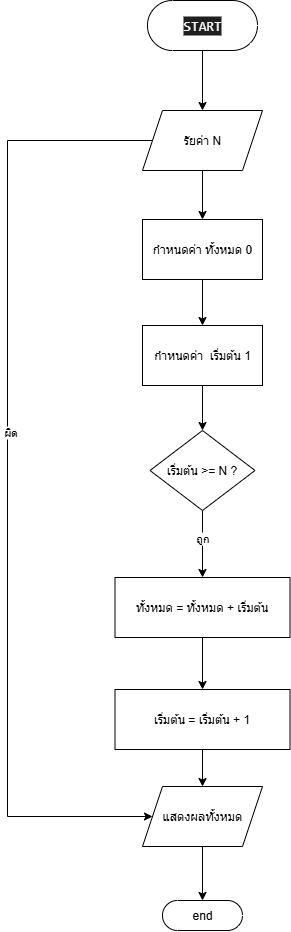 START
รัยค่า N
กำหนดค่า ทั้งหมด 0
กำหนดค่า เริ่มต้น 1
ผิด
เริ่มต้น >= N ?
ถูก
ทั้งหมด = ทั้งหมด + เริ่มต้น
เริ่มต้น = เริ่มต้น + 1
แสดงผลทั้งหมด
end